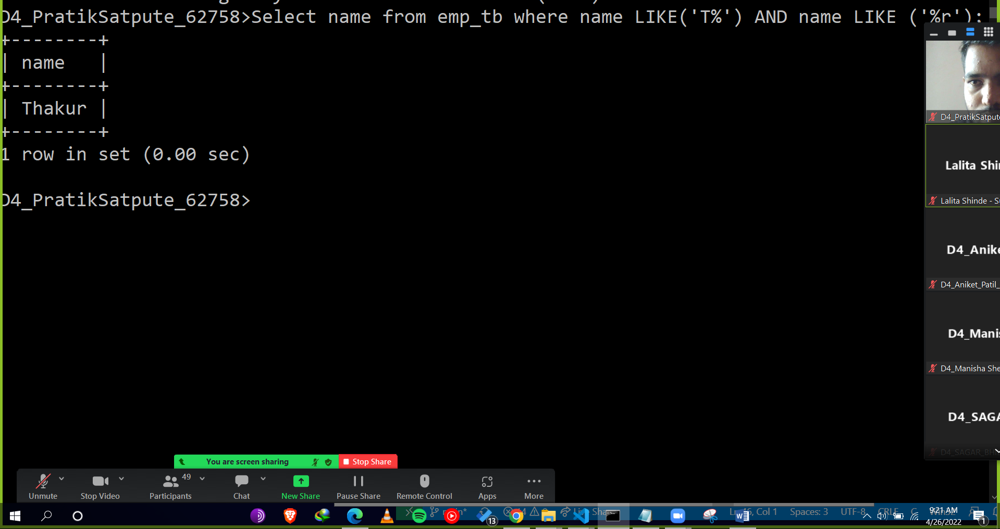 D4_PratikSatpute_62758>Select name from emp_tb where name LIKE('T%') AND name LIKE ('%r');
+--------+
| name   |
+--------+
| Thakur |
+--------+
1 row in set (0.00 sec)
D4_PratikSatpute_62758>
D4_PratikSatput
Lalita Shi
Lalita Shinde - S
D4_Anik
D4_Aniket_Patil_
D4_Manis
D4_Manisha She
D4_SAGA
D4_SAGAR_BH
You are screen sharing
Stop Share
49
Unmute
Stop Video
Participants
Chat
New Share
Pause Share
Remote Control
Apps
More
13
Col 1
Spaces: 3
UTF-8
CRLF
9:21 AM
4/26/2022
1